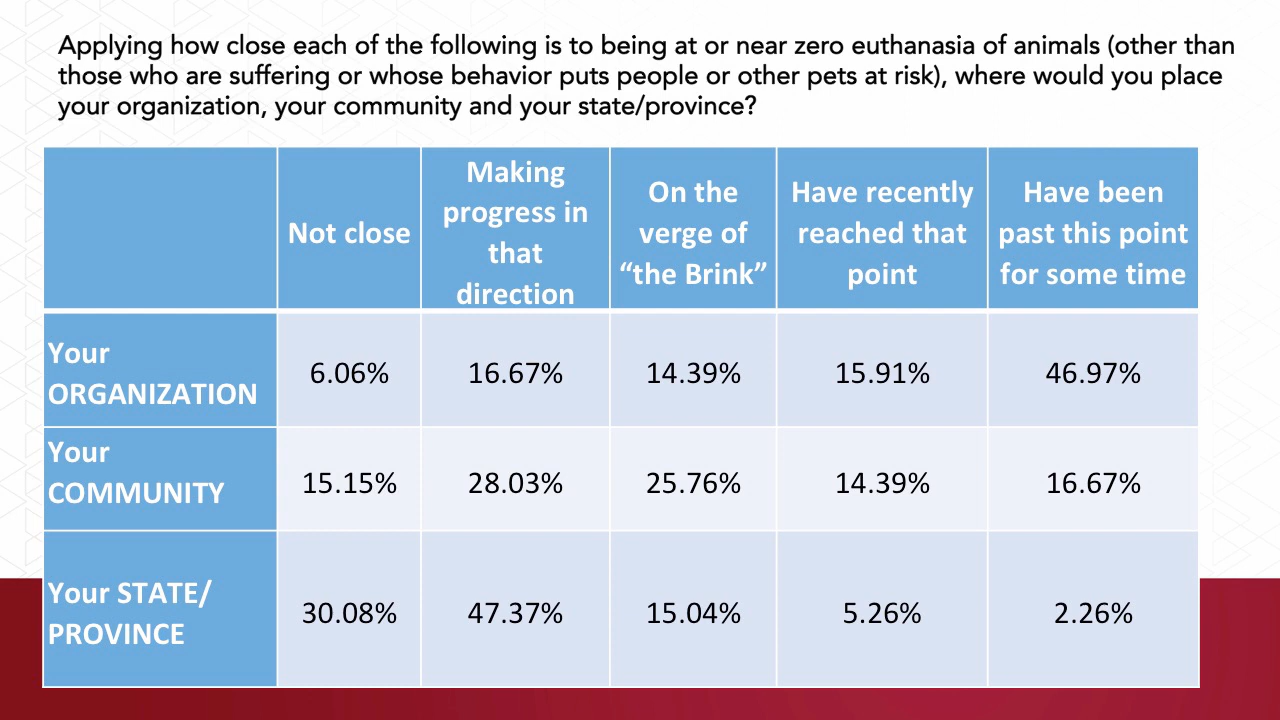 Applying how close each of the following is to being at or near zero euthanasia of animals (other than
those who are suffering or whose behavior puts people or other pets at risk), where would you place
your organization, your community and your state/province?
Not close
Making
progress in
that
direction
On the
verge of
“the Brink”
Have recently
reached that
point
Have been
past this point
for some time
Your
ORGANIZATION
6.06%
16.67%
14.39%
15.91%
46.97%
Your
COMMUNITY
15.15%
28.03%
25.76%
14.39%
16.67%
Your STATE/
PROVINCE
30.08%
47.37%
15.04%
5.26%
2.26%